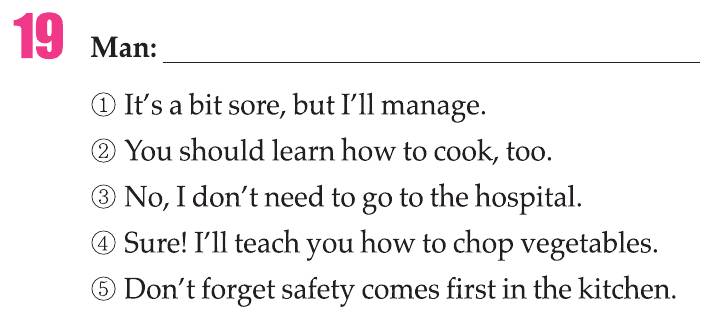 19 Man:
① It's a bit sore, but I'll manage.
② You should learn how to cook, too.
③ No, I don't need to go to the hospital.
④ Sure! I'll teach you how to chop vegetables.
⑤ Don't forget safety comes first in the kitchen.